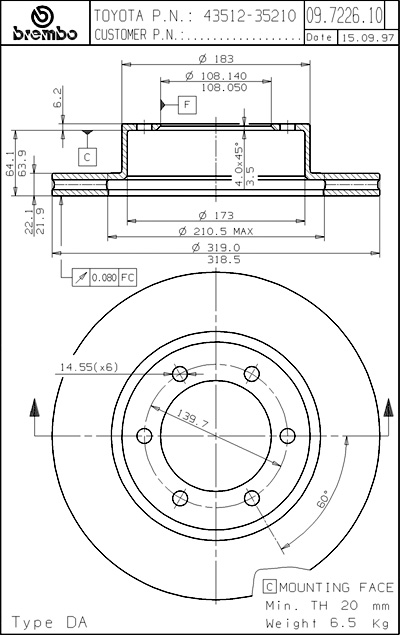 brembo
TOYOTA P.N.: 43512-35210
CUSTOMER P.N.:...................
09.7226.10
Date 15.09.97
Ø 183
Ø 108.140
108.050
F
6.2
C
64.1
63.9
4.0x45°
3.5
22.1
21.9
Ø 173
Ø 210.5 MAX
Ø 319.0
318.5
0.080 FC
14.55(x6)
139.7
60°
C MOUNTING FACE
Min. TH 20 mm
Weight 6.5 Kg
Type DA